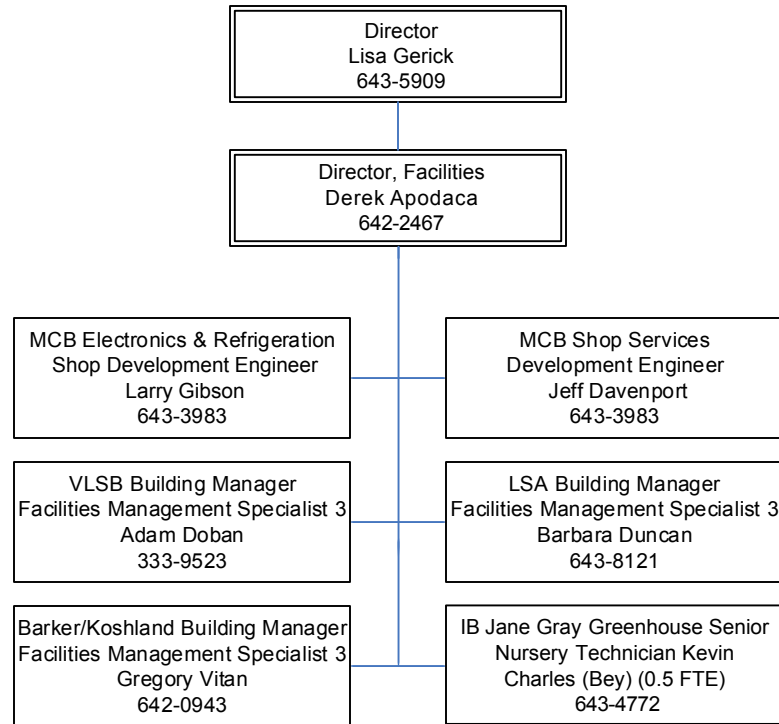 Director
Lisa Gerick
643-5909
Director, Facilities
Derek Apodaca
642-2467
MCB Electronics & Refrigeration
Shop Development Engineer
Larry Gibson
643-3983
MCB Shop Services
Development Engineer
Jeff Davenport
643-3983
VLSB Building Manager
Facilities Management Specialist 3
Adam Doban
333-9523
LSA Building Manager
Facilities Management Specialist 3
Barbara Duncan
643-8121
Barker/Koshland Building Manager
Facilities Management Specialist 3
Gregory Vitan
642-0943
IB Jane Gray Greenhouse Senior
Nursery Technician Kevin
Charles (Bey) (0.5 FTE)
643-4772